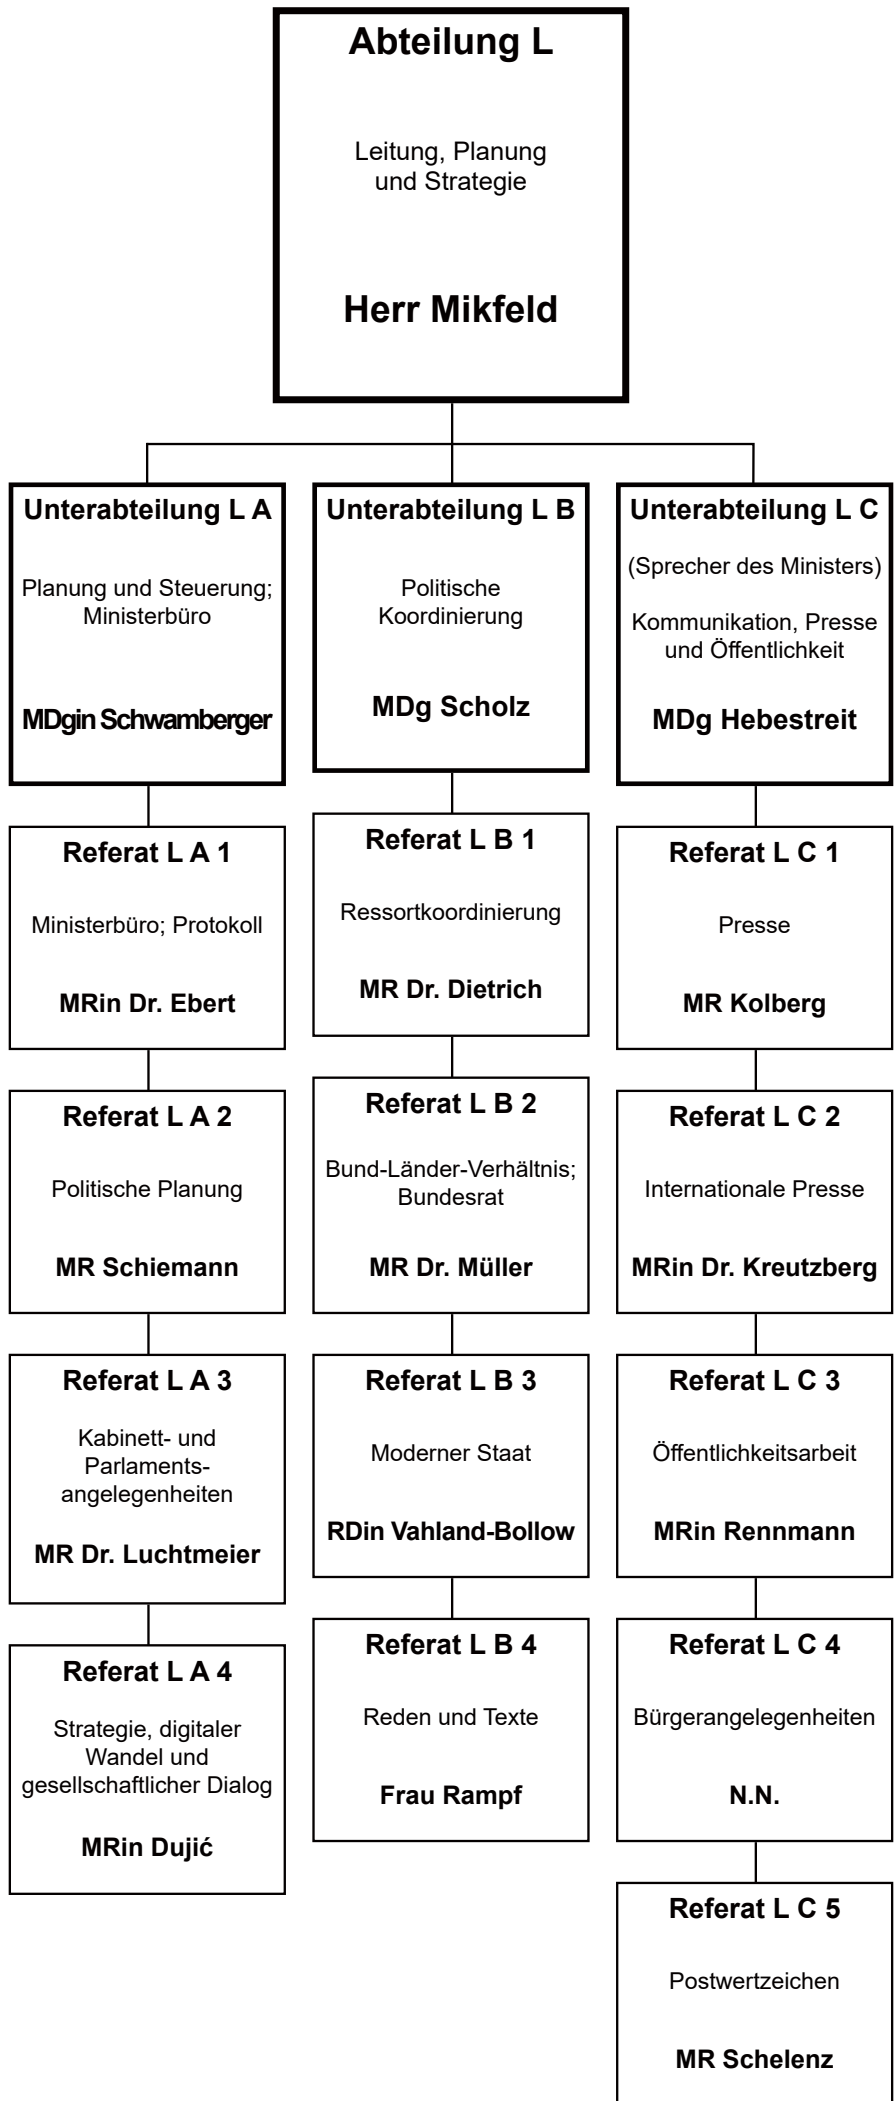 Abteilung L
Leitung, Planung
und Strategie
Herr Mikfeld
Unterabteilung L A
Planung und Steuerung;
Ministerbüro
MDgin Schwamberger
Referat L A 1
Ministerbüro; Protokoll
MRin Dr. Ebert
Referat L A 2
Politische Planung
MR Schiemann
Referat L A 3
Kabinett- und
Parlaments-
angelegenheiten
MR Dr. Luchtmeier
Referat L A 4
Strategie, digitaler
Wandel und
gesellschaftlicher Dialog
MRin Dujić
Unterabteilung L B
Politische
Koordinierung
MDg Scholz
Referat L B 1
Ressortkoordinierung
MR Dr. Dietrich
Referat L B 2
Bund-Länder-Verhältnis;
Bundesrat
MR Dr. Müller
Referat L B 3
Moderner Staat
RDin Vahland-Bollow
Referat L B 4
Reden und Texte
Frau Rampf
Unterabteilung L C
(Sprecher des Ministers)
Kommunikation, Presse
und Öffentlichkeit
MDg Hebestreit
Referat L C 1
Presse
MR Kolberg
Referat L C 2
Internationale Presse
MRin Dr. Kreutzberg
Referat L C 3
Öffentlichkeitsarbeit
MRin Rennmann
Referat L C 4
Bürgerangelegenheiten
N.N.
Referat L C 5
Postwertzeichen
MR Schelenz